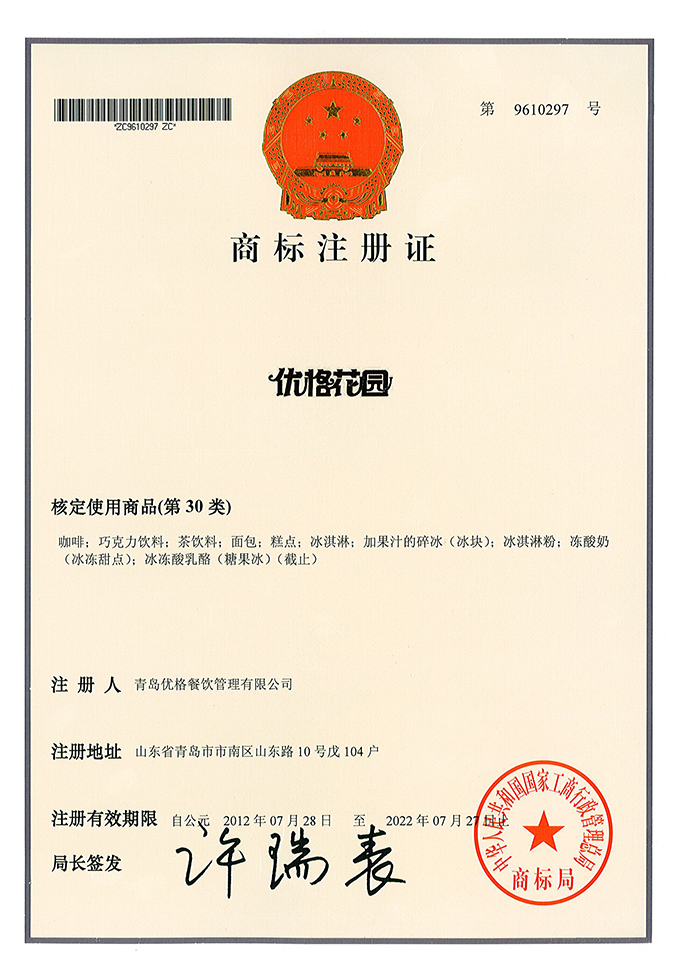 *ZC9610297 ZC*
第 9610297 号
商标注册证
优格花园
核定使用商品(第 30 类)
咖啡；巧克力饮料；茶饮料；面包；糕点；冰淇淋；加果汁的碎冰（冰块）；冰淇淋粉；冻酸奶
（冰冻甜点）；冰冻酸乳酪（糖果冰）（截止）
注 册 人 青岛优格餐饮管理有限公司
注册地址 山东省青岛市市南区山东路 10 号戊 104 户
注册有效期限 自公元 2012 年 07 月 28 日 至 2022 年 07 月 27 日止
局长签发 许瑞表
中华人民共和国国家工商行政管理总局
商标局